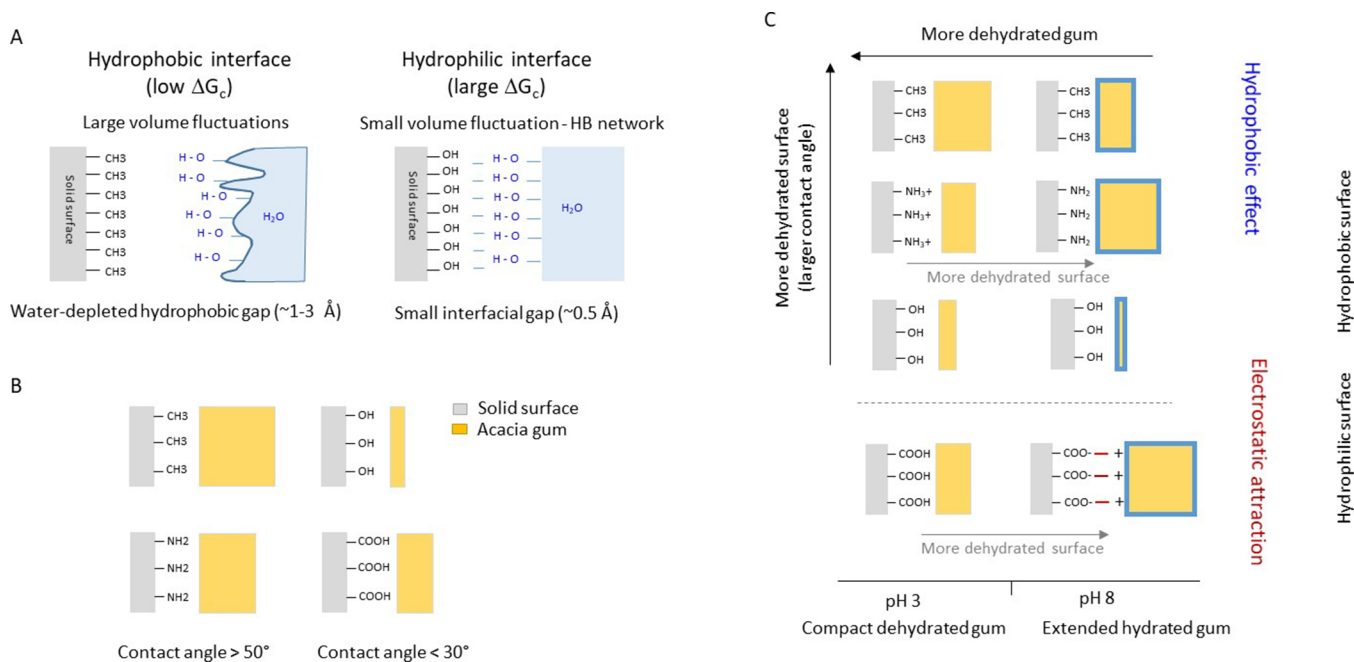 A
Hydrophobic interface
(low ΔGc)
Large volume fluctuations
Solid surface
CH3
CH3
CH3
CH3
CH3
CH3
CH3
H - O
H - O
H - O
H - O
H - O
H - O
H2O
Water-depleted hydrophobic gap (~1-3 Å)
Hydrophilic interface
(large ΔGc)
Small volume fluctuation - HB network
Solid surface
OH
OH
OH
OH
OH
OH
OH
H - O
H - O
H - O
H - O
H - O
H - O
H2O
Small interfacial gap (~0.5 Å)
B
CH3
CH3
CH3
OH
OH
OH
Solid surface
Acacia gum
NH2
NH2
NH2
COOH
COOH
COOH
Contact angle > 50°
Contact angle < 30°
C
More dehydrated gum
More dehydrated surface
(larger contact angle)
CH3
CH3
CH3
CH3
CH3
CH3
NH3+
NH3+
NH3+
NH2
NH2
NH2
More dehydrated surface
OH
OH
OH
OH
OH
OH
COOH
COOH
COOH
COO- +
COO- +
COO- +
More dehydrated surface
pH 3
pH 8
Compact dehydrated gum
Extended hydrated gum
Hydrophobic effect
Electrostatic attraction
Hydrophobic surface
Hydrophilic surface